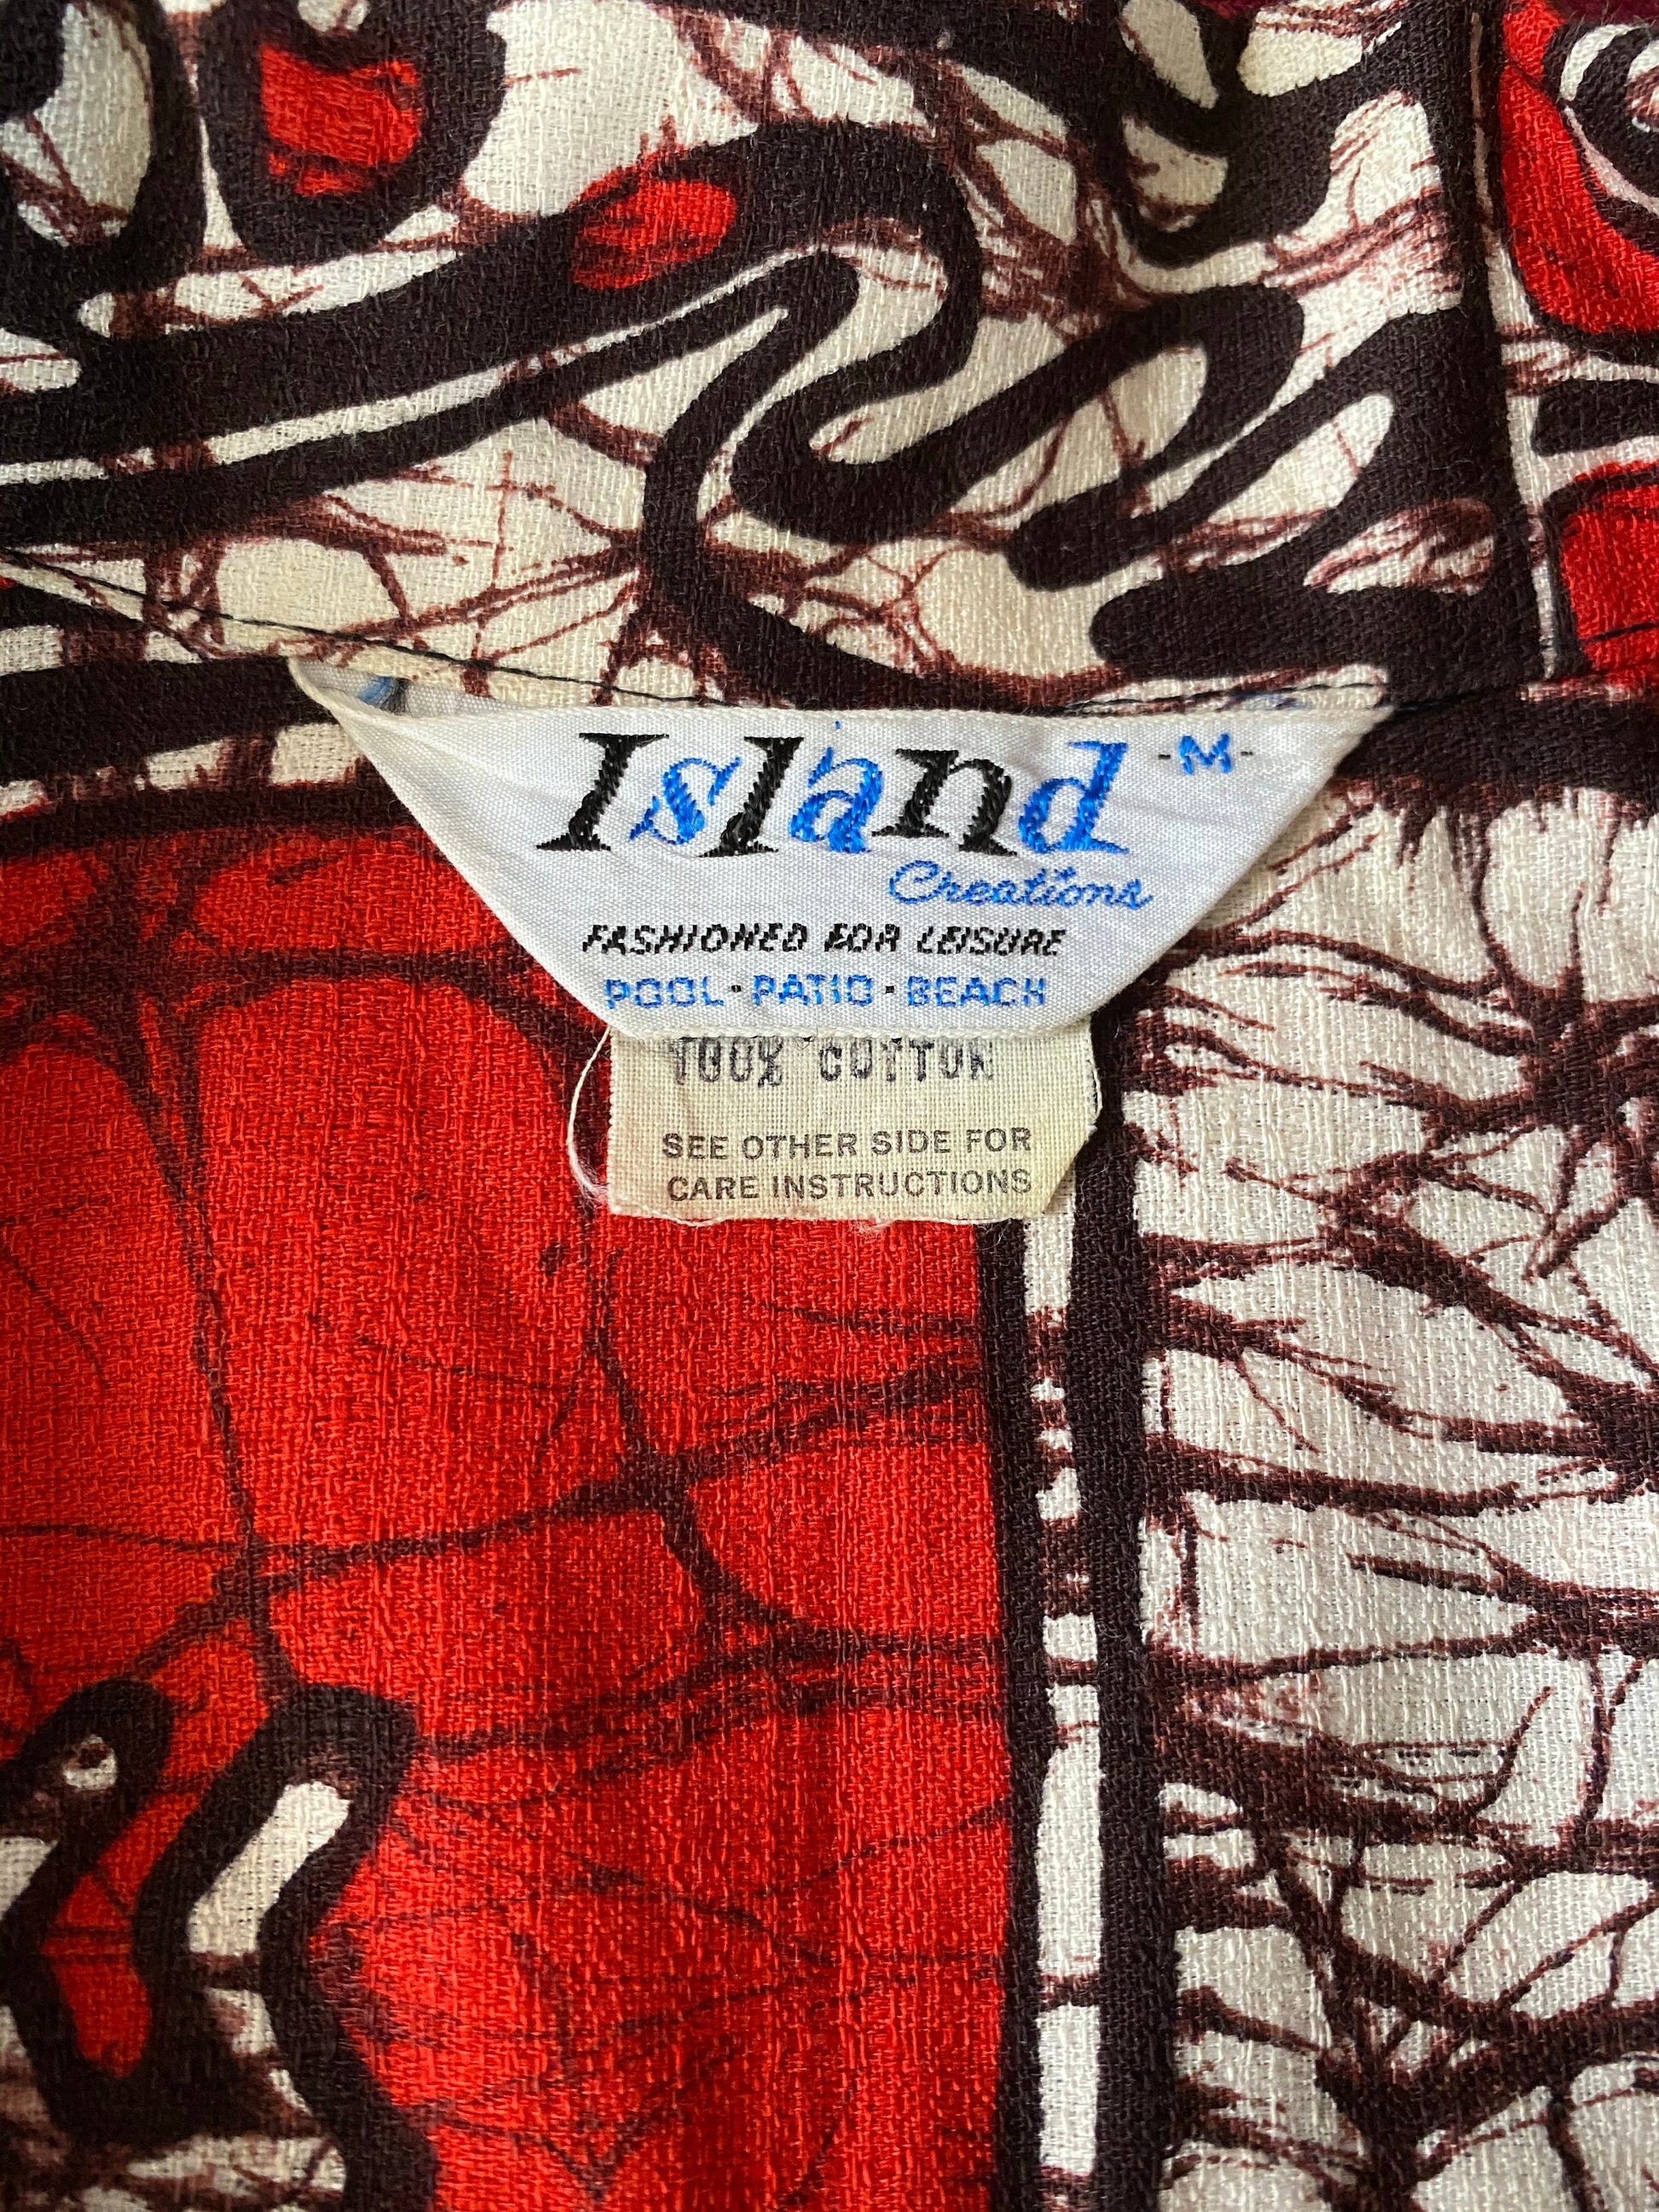 Island -M-
Creations
FASHIONED FOR LEISURE
POOL · PATIO · BEACH
100% COTTON
SEE OTHER SIDE FOR
CARE INSTRUCTIONS